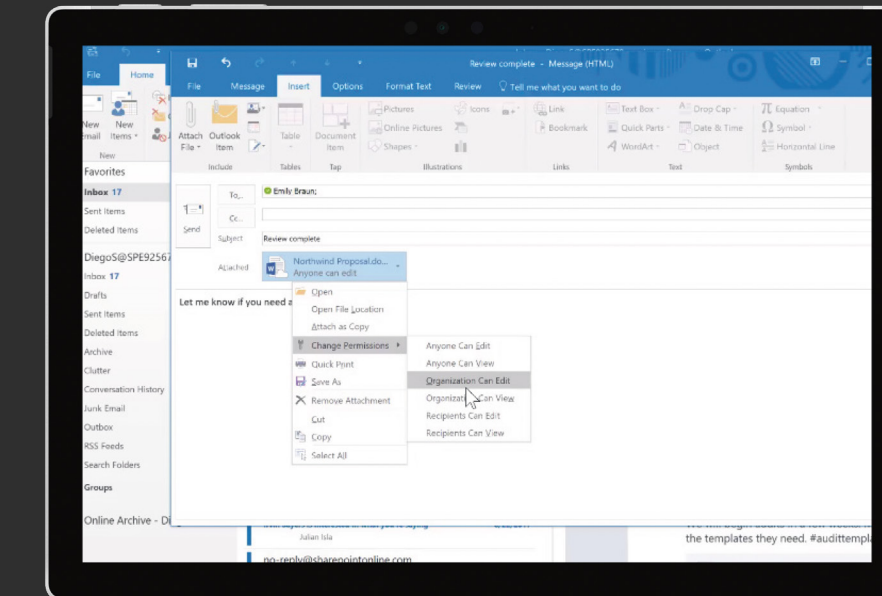 Review complete - Message (HTML)
File
Home
File
Message
Insert
Options
Format Text
Review
Tell me what you want to do
New
Email
New
Items
New
Attach
File
Outlook
Item
Include
Table
Tables
Document
Item
Tap
Pictures
Online Pictures
Shapes
Icons
Illustrations
Link
Bookmark
Links
Text Box
Quick Parts
WordArt
Drop Cap
Date & Time
Object
Text
Equation
Symbol
Horizontal Line
Symbols
Favorites
Inbox 17
Sent Items
Deleted Items
DiegoS@SPE92567
Inbox 17
Drafts
Sent Items
Deleted Items
Archive
Clutter
Conversation History
Junk Email
Outbox
RSS Feeds
Search Folders
Groups
Online Archive - Di
Send
To...
Emily Braun;
Cc...
Subject
Review complete
Attached
Northwind Proposal.do...
Anyone can edit
Let me know if you need a
Open
Open File Location
Attach as Copy
Change Permissions
Quick Print
Save As
Remove Attachment
Cut
Copy
Select All
Anyone Can Edit
Anyone Can View
Organization Can Edit
Organization Can View
Recipients Can Edit
Recipients Can View
Julian Isla
no-reply@sharepointonline.com
the templates they need. #audittempl